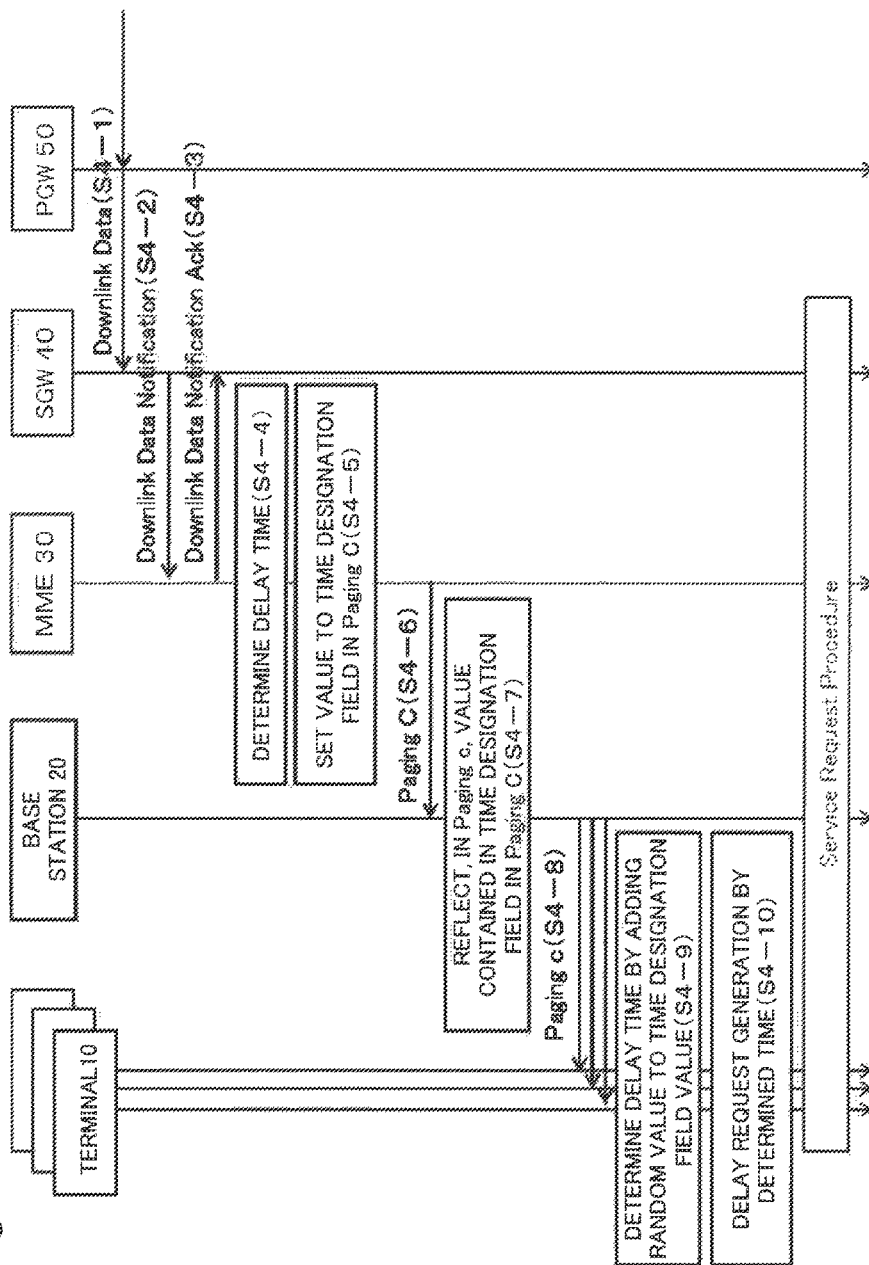 TERMINAL10
BASE
STATION 20
MME 30
SGW 40
PGW 50
Downlink Data(S4-1)
Downlink Data Notification(S4-2)
Downlink Data Notification Ack(S4-3)
DETERMINE DELAY TIME(S4-4)
SET VALUE TO TIME DESIGNATION
FIELD IN Paging C(S4-5)
Paging C(S4-6)
REFLECT, IN Paging c, VALUE
CONTAINED IN TIME DESIGNATION
FIELD IN Paging C(S4-7)
Paging c(S4-8)
DETERMINE DELAY TIME BY ADDING
RANDOM VALUE TO TIME DESIGNATION
FIELD VALUE(S4-9)
DELAY REQUEST GENERATION BY
DETERMINED TIME(S4-10)
Service Request Procedure